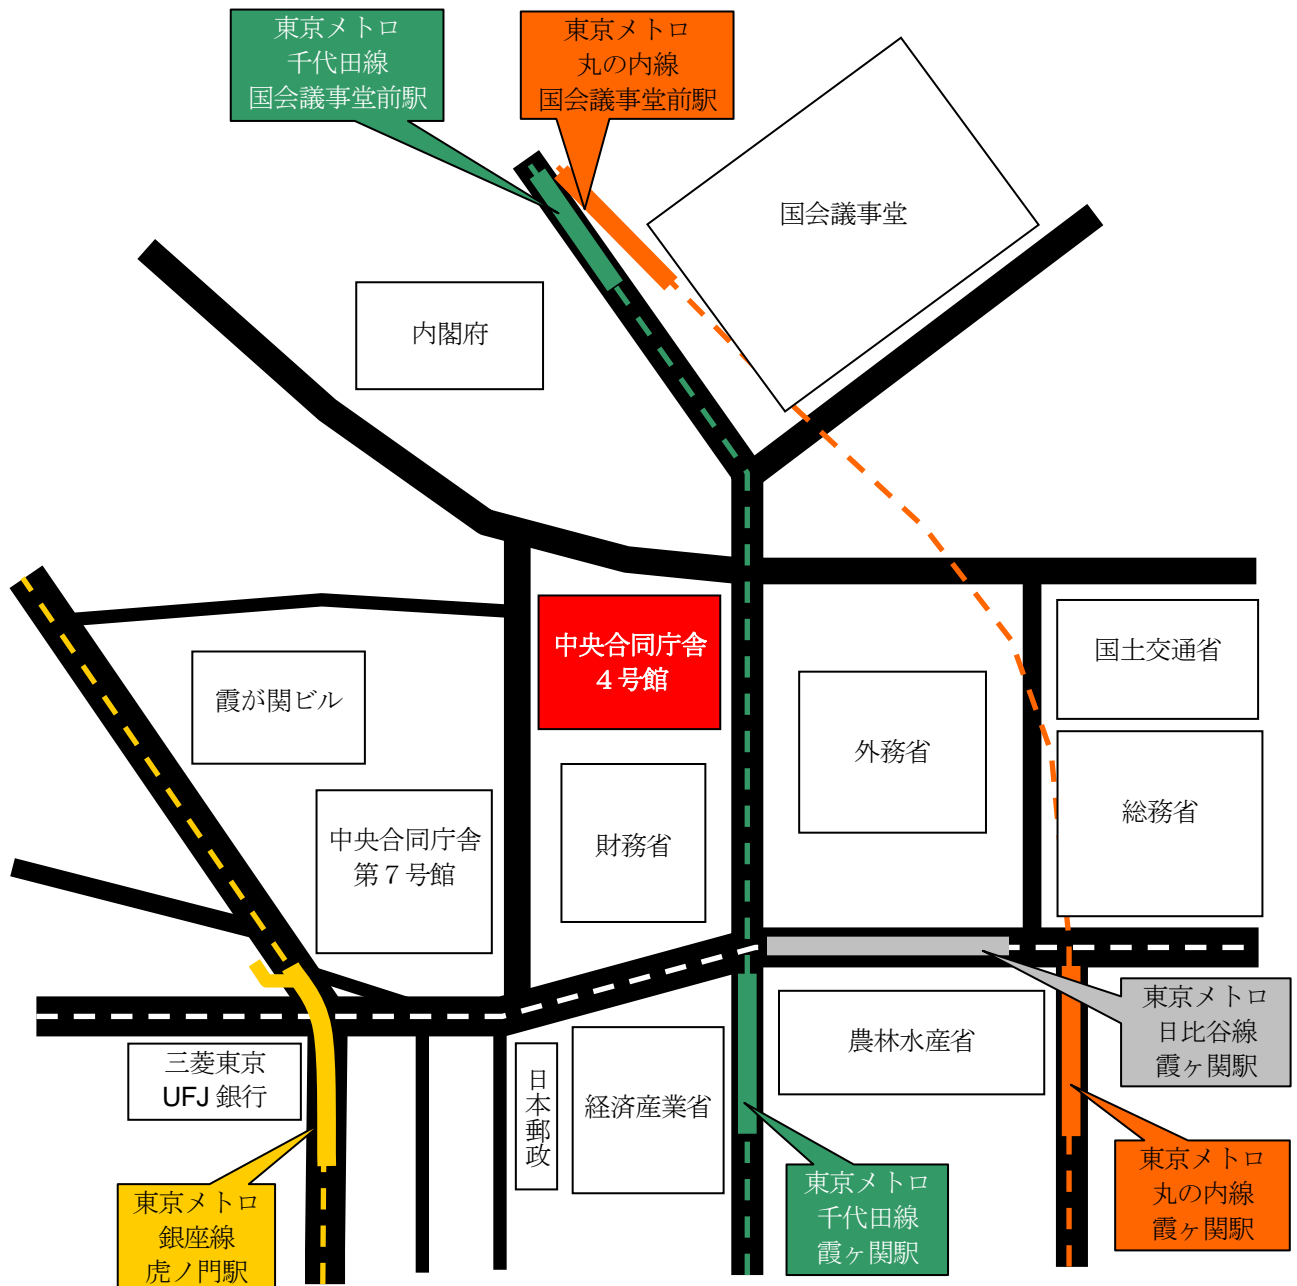 東京メトロ
千代田線
国会議事堂前駅
東京メトロ
丸の内線
国会議事堂前駅
国会議事堂
内閣府
中央合同庁舎
４号館
国土交通省
霞が関ビル
外務省
総務省
中央合同庁舎
第７号館
財務省
東京メトロ
日比谷線
霞ヶ関駅
農林水産省
三菱東京
UFJ 銀行
日本郵政
経済産業省
東京メトロ
丸の内線
霞ヶ関駅
東京メトロ
千代田線
霞ヶ関駅
東京メトロ
銀座線
虎ノ門駅